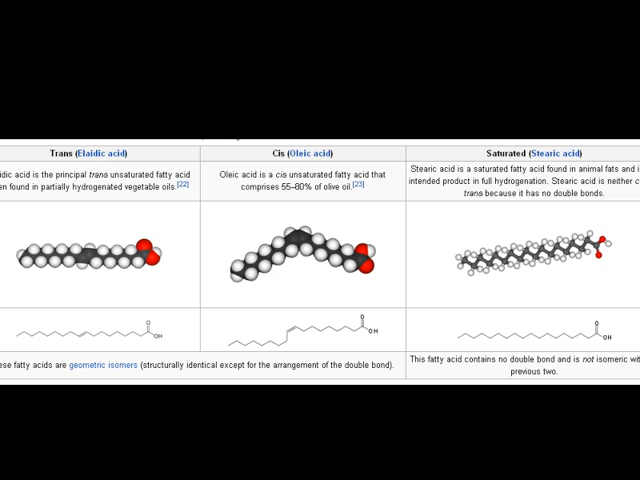 Trans (Elaidic acid)
Cis (Oleic acid)
Saturated (Stearic acid)
idic acid is the principal trans unsaturated fatty acid
en found in partially hydrogenated vegetable oils.[22]
Oleic acid is a cis unsaturated fatty acid that
comprises 55–80% of olive oil.[23]
Stearic acid is a saturated fatty acid found in animal fats and i
intended product in full hydrogenation. Stearic acid is neither c
trans because it has no double bonds.
O
OH
O
OH
O
OH
ese fatty acids are geometric isomers (structurally identical except for the arrangement of the double bond).
This fatty acid contains no double bond and is not isomeric wit
previous two.